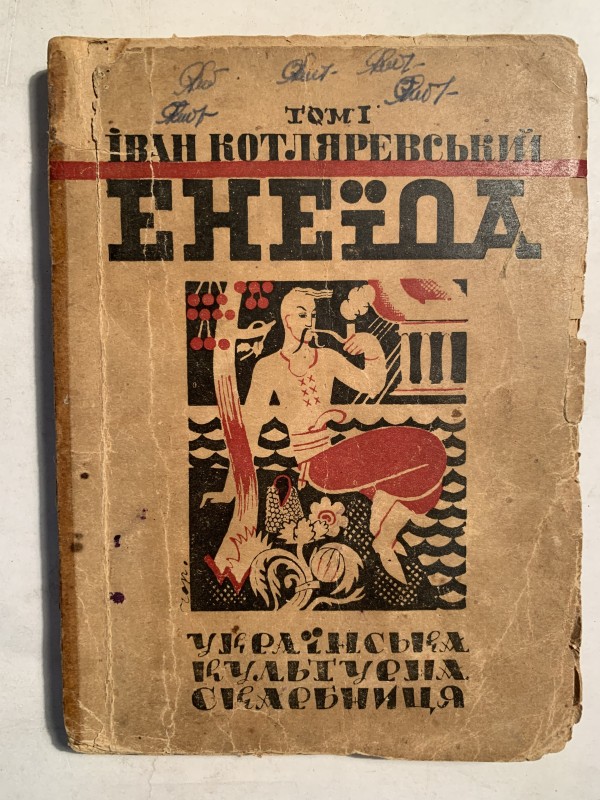 ТОМ І
ІВАН КОТЛЯРЕВСЬКИЙ
ЕНЕЇДА
УКРАЇНСЬКА
КУЛЬТУРНА
СКАРБНИЦЯ